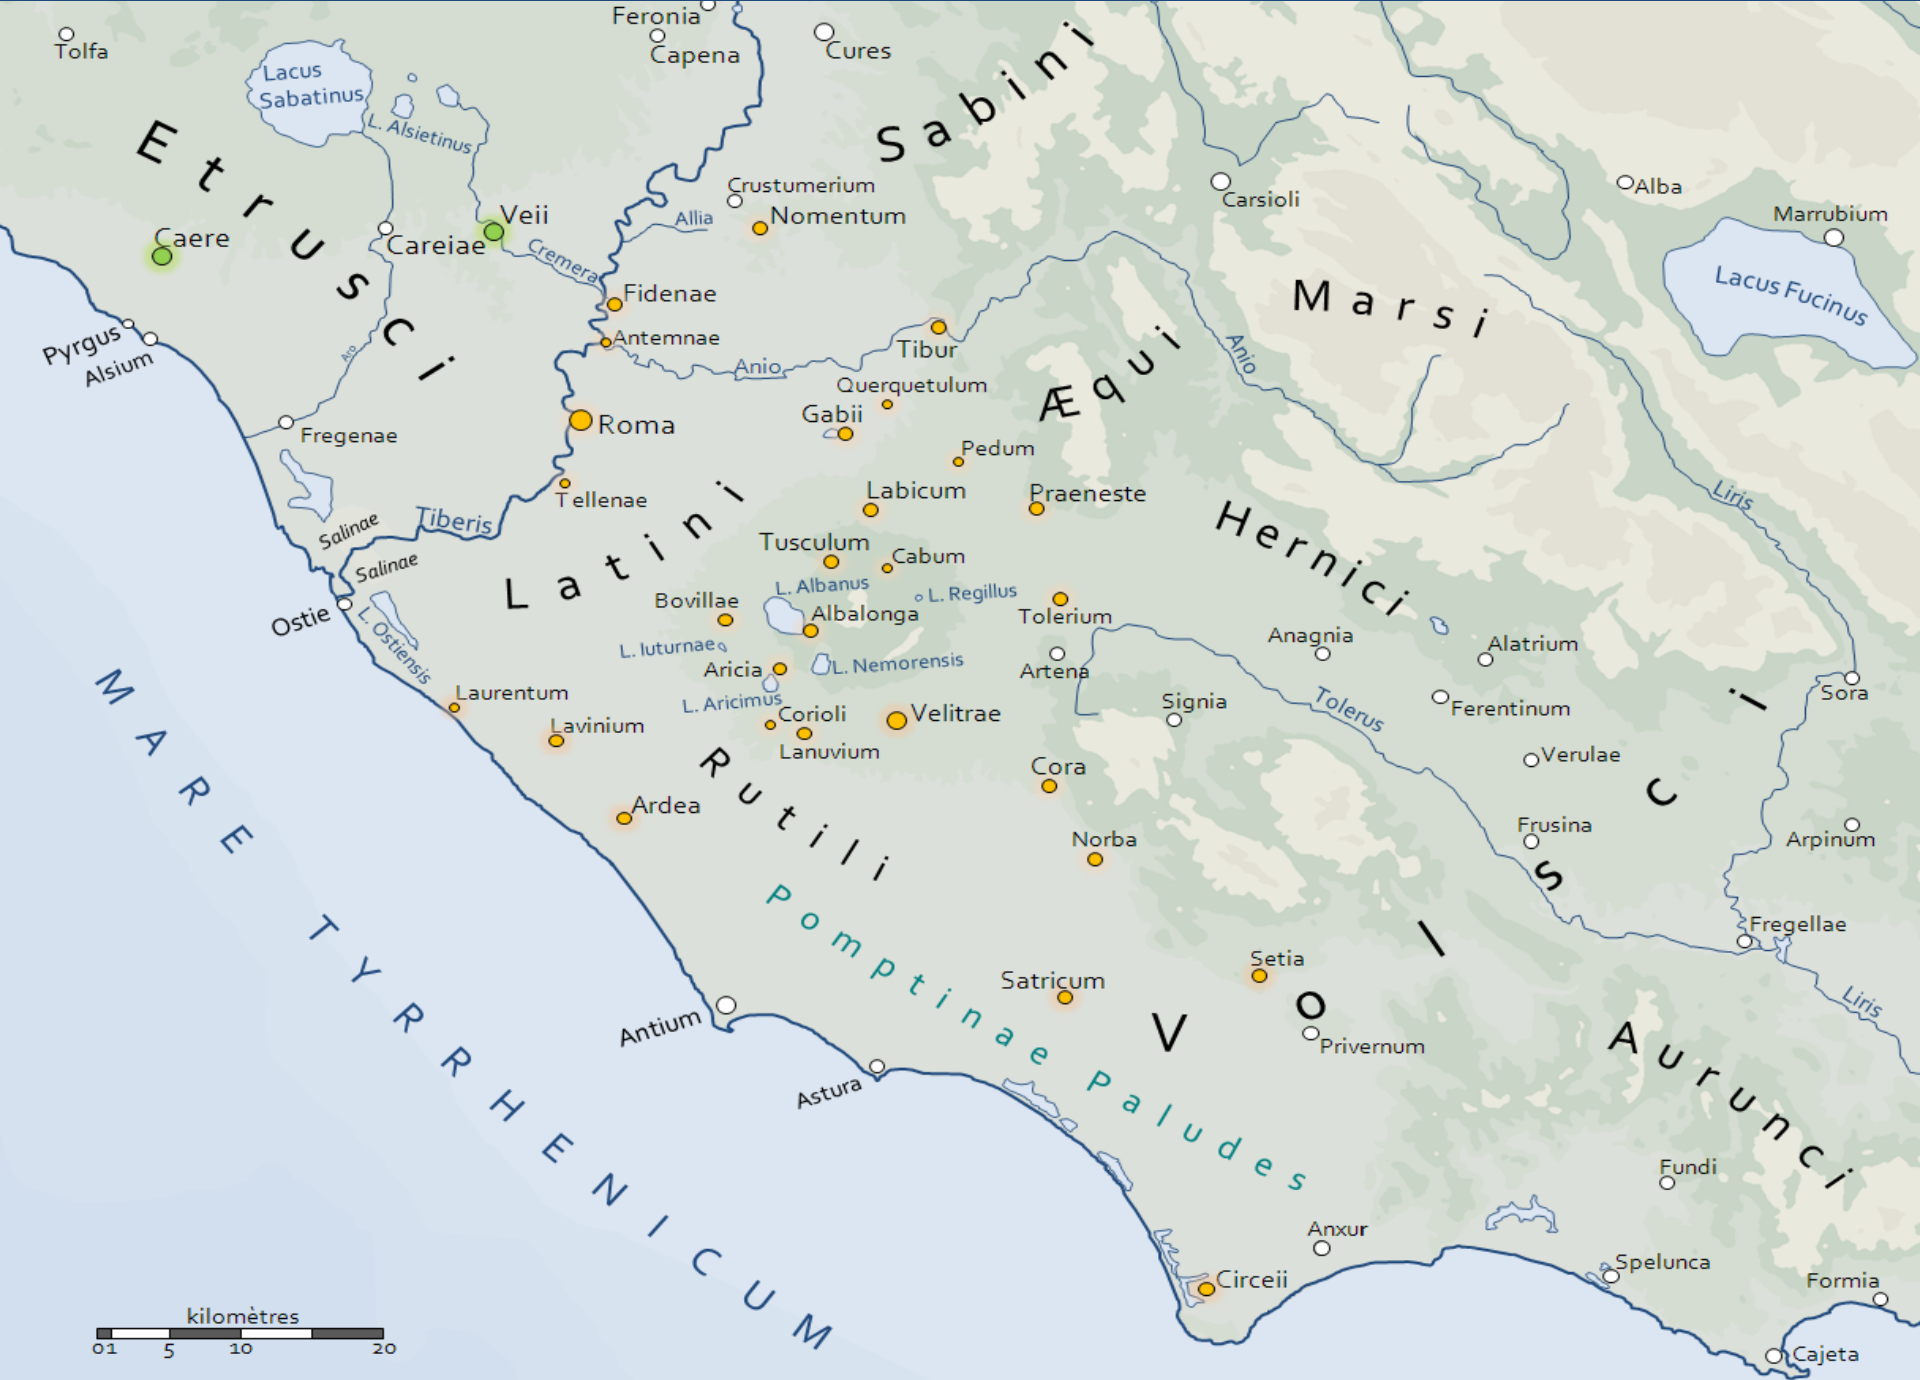 Feronia
Tolfa
Capena
Cures
Lacus
Sabatinus
L. Alsietinus
Etrusci
Sabini
Crustumerium
Nomentum
Allia
Veii
Caere
Careiae
Cremera
Carsioli
Alba
Marrubium
Lacus Fucinus
Marsi
Fidenae
Antemnae
Anio
Tibur
Anio
Pyrgus
Alsium
Aro
Æqui
Querquetulum
Gabii
Roma
Fregenae
Pedum
Labicum
Praeneste
Tellenae
Tiberis
Salinae
Salinae
Latini
Hernici
Liris
Tusculum
Cabum
L. Albanus
L. Regillus
Bovillae
Albalonga
Tolerium
Ostie
L. Ostiensis
L. Iuturnae
Aricia
L. Nemorensis
Artena
Anagnia
Alatrium
Laurentum
L. Aricimus
Corioli
Velitrae
Signia
Tolerus
Ferentinum
Sora
Lavinium
Lanuvium
Verulae
Rutili
Cora
Ardea
Norba
Frusina
Arpinum
Volsci
Fregellae
Pomptinae Paludes
Setia
Satricum
Privernum
Liris
Antium
Astura
Aurunci
MARE TYRRHENICUM
Fundi
Anxur
Circeii
Spelunca
Formia
Cajeta
kilomètres
01 5 10 20